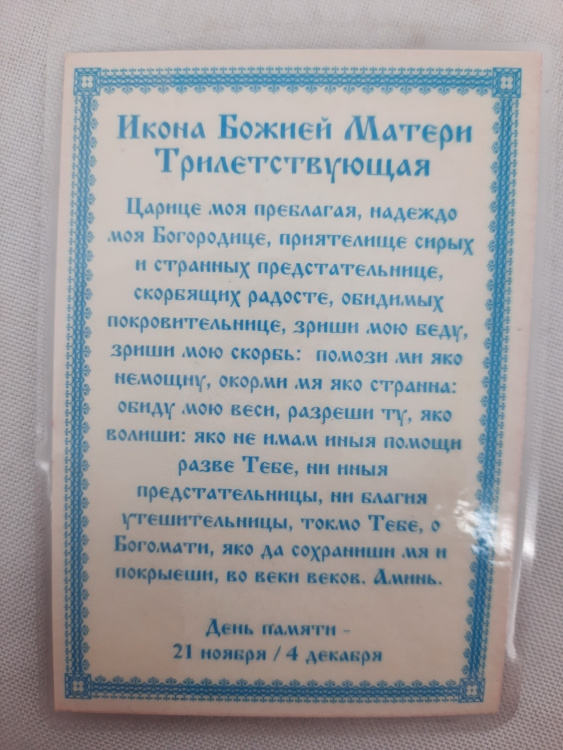 Икона Божией Матери
Трилетствующая
Царице моя преблагая, надеждо
моя Богородице, приятелище сирых
и странных предстательнице,
скорбящих радосте, обидимых
покровительнице, зриши мою беду,
зриши мою скорбь: помози ми яко
немощну, окорми мя яко странна:
обиду мою веси, разреши ту, яко
волиши: яко не имам иныя помощи
разве Тебе, ни иныя
предстательницы, ни благия
утешительницы, токмо Тебе, о
Богомати, яко да сохраниши мя и
покрыеши, во веки веков. Аминь.
День памяти -
21 ноября / 4 декабря